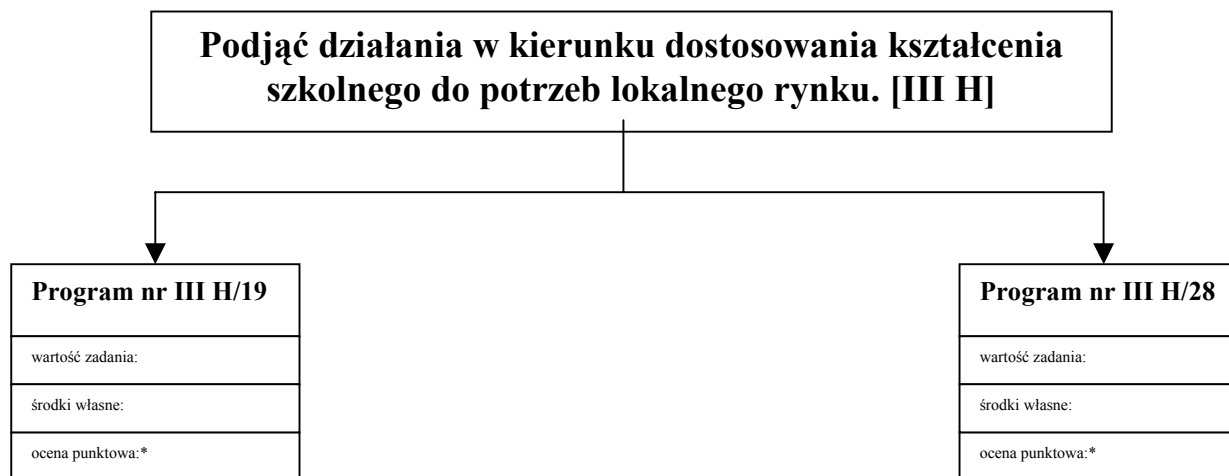 Podjąć działania w kierunku dostosowania kształcenia
szkolnego do potrzeb lokalnego rynku. [III H]
Program nr III H/19
wartość zadania:
środki własne:
ocena punktowa:*
Program nr III H/28
wartość zadania:
środki własne:
ocena punktowa:*